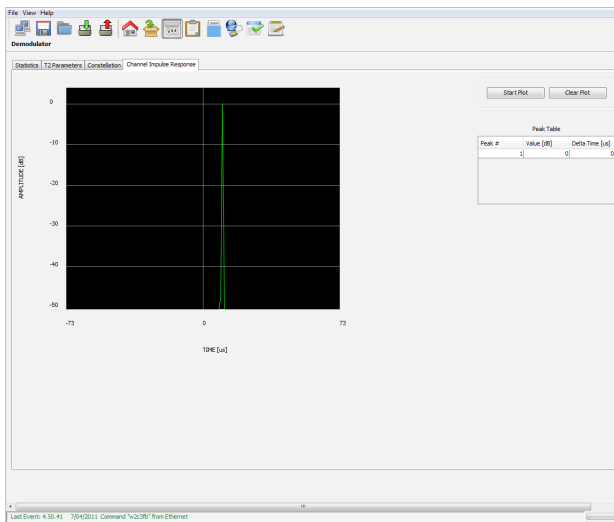 File View Help
Demodulator
Statistics T2 Parameters Constellation Channel Impulse Response
Start Plot Clear Plot
Peak Table
Peak # Value [dB] Delta Time [us]
1 0 0
AMPLITUDE [dB]
0
-10
-20
-30
-40
-50
-73 0 73
TIME [us]
Last Event: 4.50.41 7/04/2011 Command "w2c3fb" from Ethernet